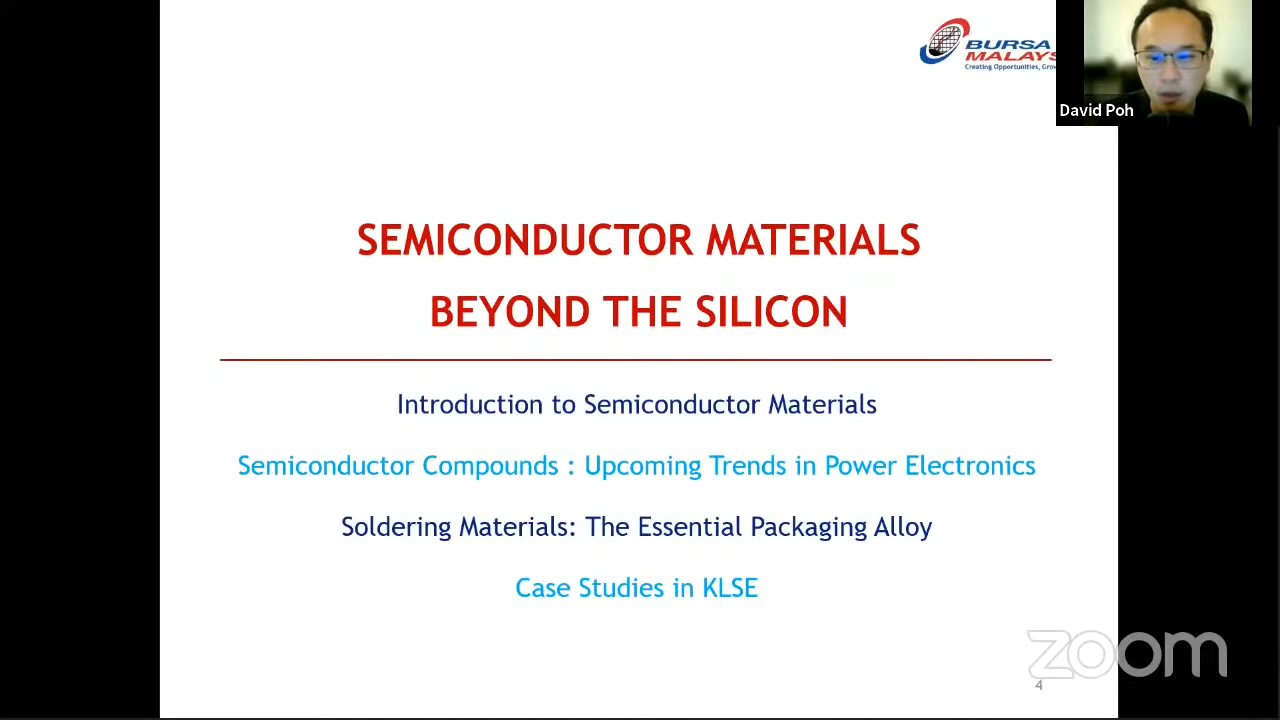 BURSA
MALAYS
Creating Opportunities, Grow
David Poh
SEMICONDUCTOR MATERIALS
BEYOND THE SILICON
Introduction to Semiconductor Materials
Semiconductor Compounds : Upcoming Trends in Power Electronics
Soldering Materials: The Essential Packaging Alloy
Case Studies in KLSE
zoom
4